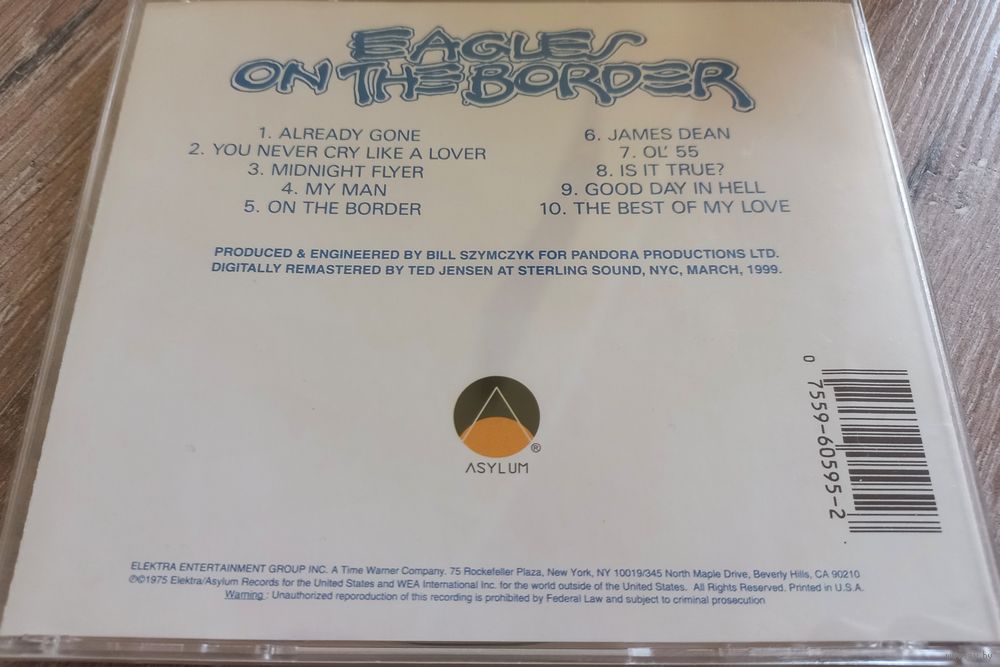 EAGLES
ON THE BORDER
1. ALREADY GONE
2. YOU NEVER CRY LIKE A LOVER
3. MIDNIGHT FLYER
4. MY MAN
5. ON THE BORDER
6. JAMES DEAN
7. OL' 55
8. IS IT TRUE?
9. GOOD DAY IN HELL
10. THE BEST OF MY LOVE
PRODUCED & ENGINEERED BY BILL SZYMCZYK FOR PANDORA PRODUCTIONS LTD.
DIGITALLY REMASTERED BY TED JENSEN AT STERLING SOUND, NYC, MARCH, 1999.
®
ASYLUM
0 7559-60595-2
ELEKTRA ENTERTAINMENT GROUP INC. A Time Warner Company. 75 Rockefeller Plaza, New York, NY 10019/345 North Maple Drive, Beverly Hills, CA 90210
℗©1975 Elektra/Asylum Records for the United States and WEA International Inc. for the world outside of the United States. All Rights Reserved. Printed in U.S.A.
Warning : Unauthorized reporoduction of this recording is prohibited by Federal Law and subject to criminal prosecution